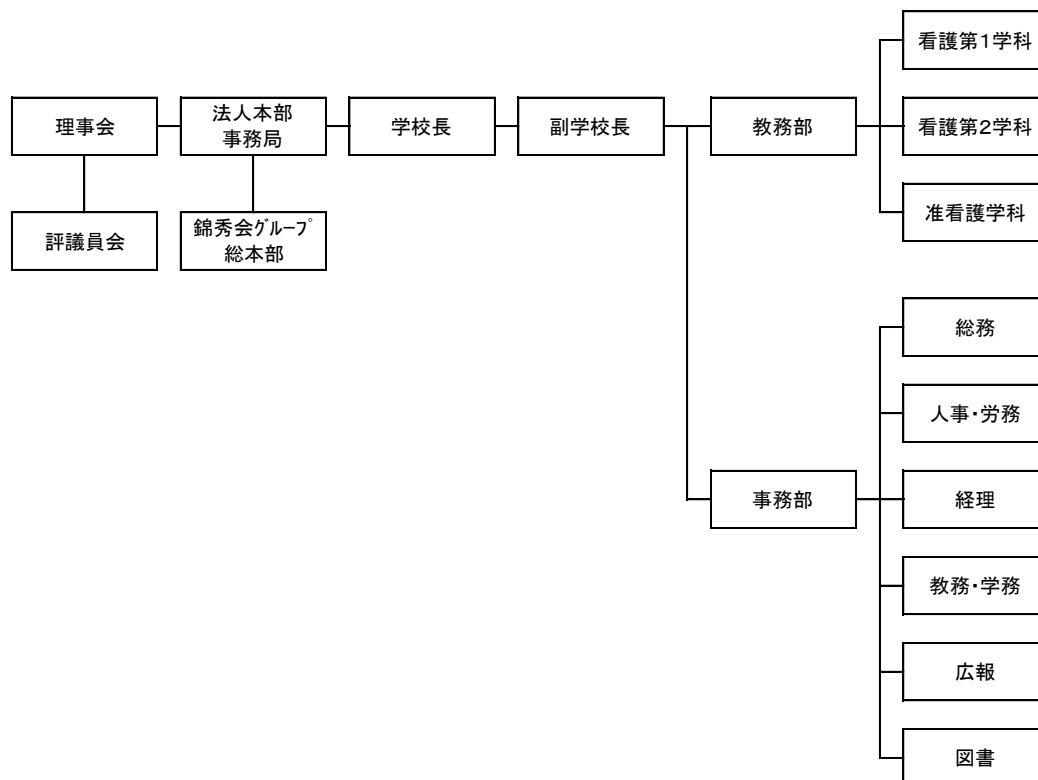 理事会
法人本部
事務局
学校長
副学校長
教務部
看護第1学科
看護第2学科
准看護学科
評議員会
錦秀会ｸﾞﾙｰﾌﾟ
総本部
事務部
総務
人事・労務
経理
教務・学務
広報
図書